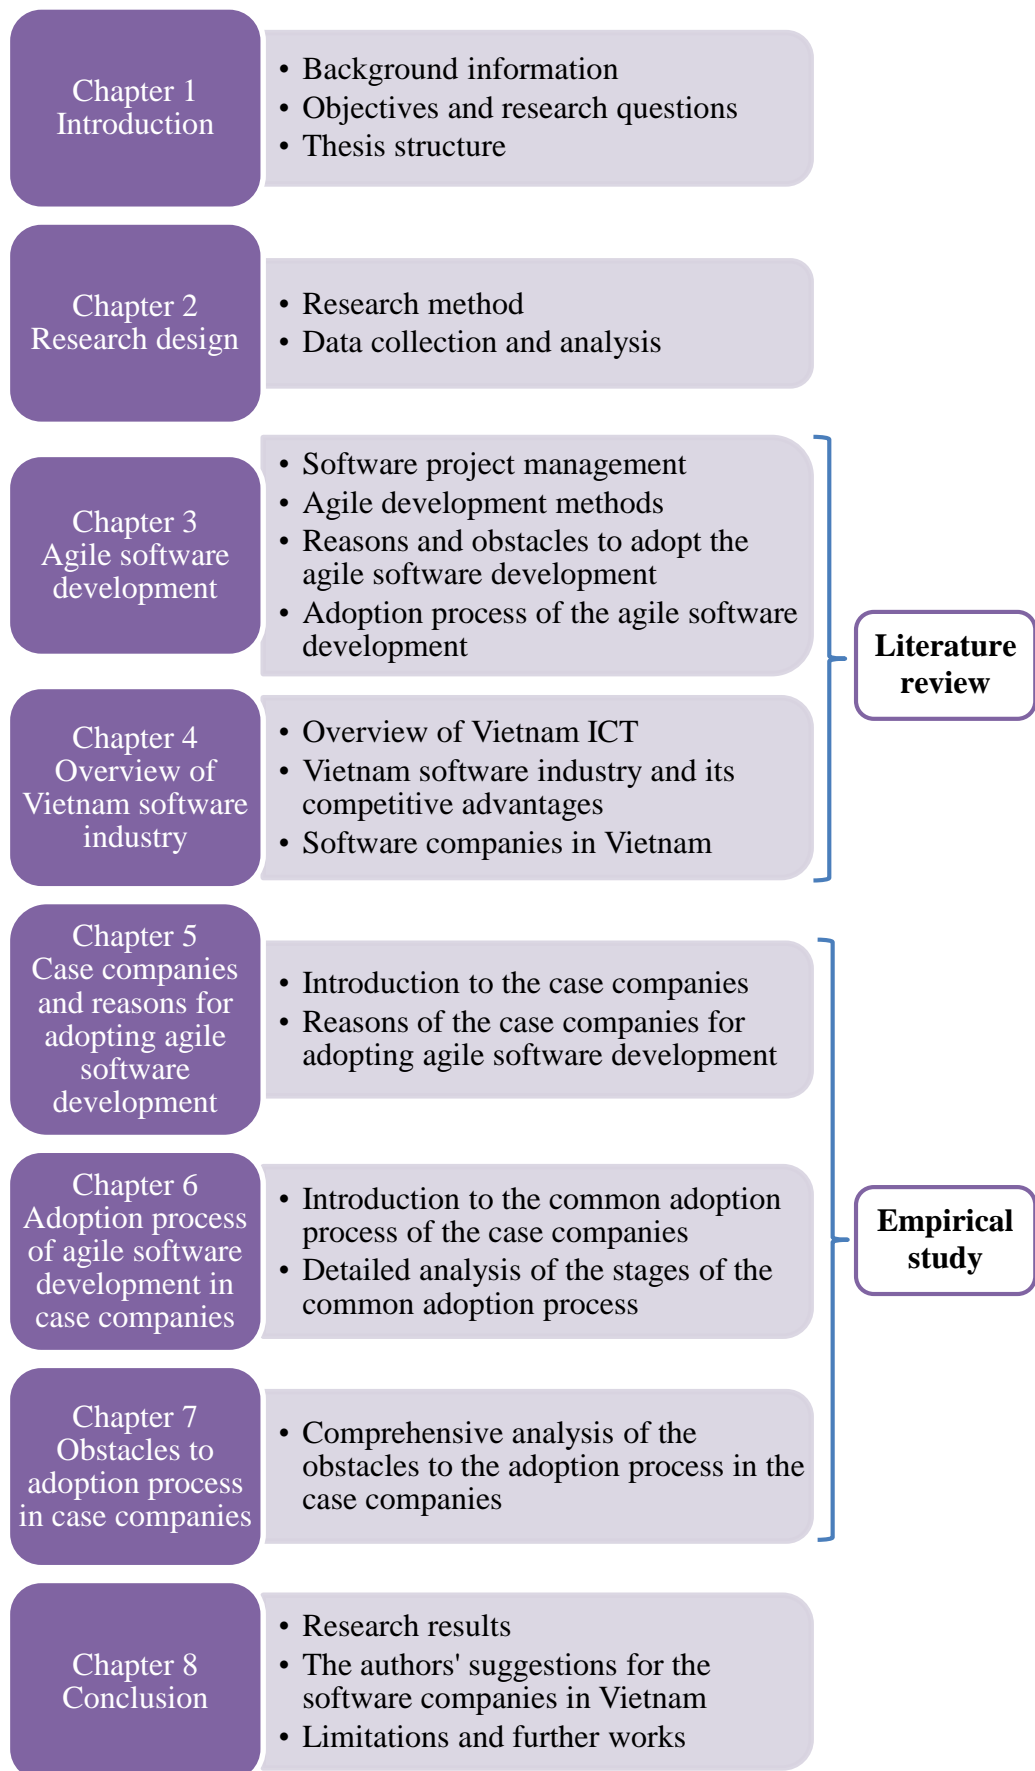 Chapter 1
Introduction
• Background information
• Objectives and research questions
• Thesis structure
Chapter 2
Research design
• Research method
• Data collection and analysis
Chapter 3
Agile software
development
• Software project management
• Agile development methods
• Reasons and obstacles to adopt the
agile software development
• Adoption process of the agile software
development
Literature
review
Chapter 4
Overview of
Vietnam software
industry
• Overview of Vietnam ICT
• Vietnam software industry and its
competitive advantages
• Software companies in Vietnam
Chapter 5
Case companies
and reasons for
adopting agile
software
development
• Introduction to the case companies
• Reasons of the case companies for
adopting agile software development
Chapter 6
Adoption process
of agile software
development in
case companies
• Introduction to the common adoption
process of the case companies
• Detailed analysis of the stages of the
common adoption process
Empirical
study
Chapter 7
Obstacles to
adoption process
in case companies
• Comprehensive analysis of the
obstacles to the adoption process in the
case companies
Chapter 8
Conclusion
• Research results
• The authors' suggestions for the
software companies in Vietnam
• Limitations and further works